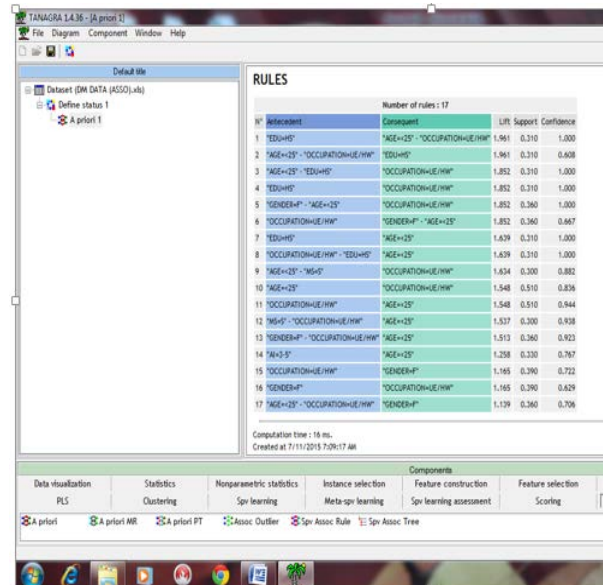 TANAGRA 1.4.36 - [A priori 1]
File Diagram Component Window Help
Default title
Dataset (DM DATA (ASSO).xls)
Define status 1
A priori 1
RULES
Number of rules : 17
N° Antecedent Consequent Lift Support Confidence
1 "EDU=HS" "AGE=<25" - "OCCUPATION=UE/HW" 1.961 0.310 1.000
2 "AGE=<25" - "OCCUPATION=UE/HW" "EDU=HS" 1.961 0.310 0.608
3 "AGE=<25" - "EDU=HS" "OCCUPATION=UE/HW" 1.852 0.310 1.000
4 "EDU=HS" "OCCUPATION=UE/HW" 1.852 0.310 1.000
5 "GENDER=F" - "AGE=<25" "OCCUPATION=UE/HW" 1.852 0.360 1.000
6 "OCCUPATION=UE/HW" "GENDER=F" - "AGE=<25" 1.852 0.360 0.667
7 "EDU=HS" "AGE=<25" 1.639 0.310 1.000
8 "OCCUPATION=UE/HW" - "EDU=HS" "AGE=<25" 1.639 0.310 1.000
9 "AGE=<25" - "MS=S" "OCCUPATION=UE/HW" 1.634 0.300 0.882
10 "AGE=<25" "OCCUPATION=UE/HW" 1.548 0.510 0.836
11 "OCCUPATION=UE/HW" "AGE=<25" 1.548 0.510 0.944
12 "MS=S" - "OCCUPATION=UE/HW" "AGE=<25" 1.537 0.300 0.938
13 "GENDER=F" - "OCCUPATION=UE/HW" "AGE=<25" 1.513 0.360 0.923
14 "AI=3-5" "AGE=<25" 1.258 0.330 0.767
15 "OCCUPATION=UE/HW" "GENDER=F" 1.165 0.390 0.722
16 "GENDER=F" "OCCUPATION=UE/HW" 1.165 0.390 0.629
17 "AGE=<25" - "OCCUPATION=UE/HW" "GENDER=F" 1.139 0.360 0.706
Computation time : 16 ms.
Created at 7/11/2015 7:09:17 AM
Components
Data visualization Statistics Nonparametric statistics Instance selection Feature construction Feature selection
PLS Clustering Spv learning Meta-spv learning Spv learning assessment Scoring
A priori A priori MR A priori PT Assoc Outlier Spv Assoc Rule Spv Assoc Tree